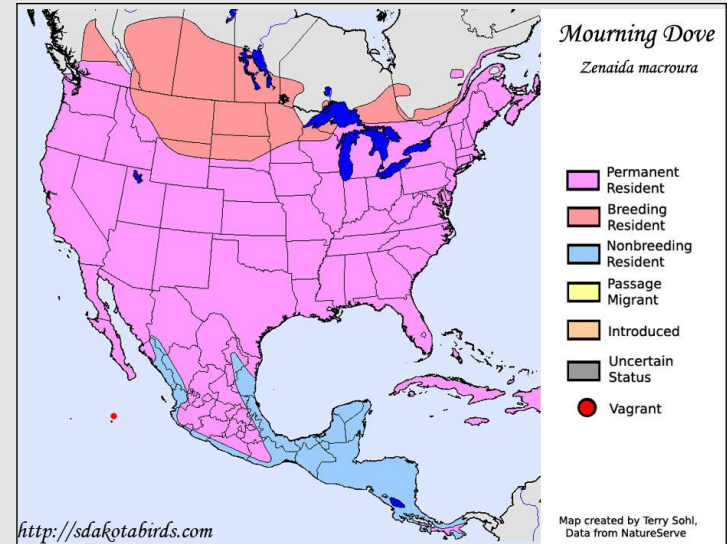 Mourning Dove
Zenaida macroura
Permanent
Resident
Breeding
Resident
Nonbreeding
Resident
Passage
Migrant
Introduced
Uncertain
Status
Vagrant
http://sdakotabirds.com
Map created by Terry Sohl,
Data from NatureServe